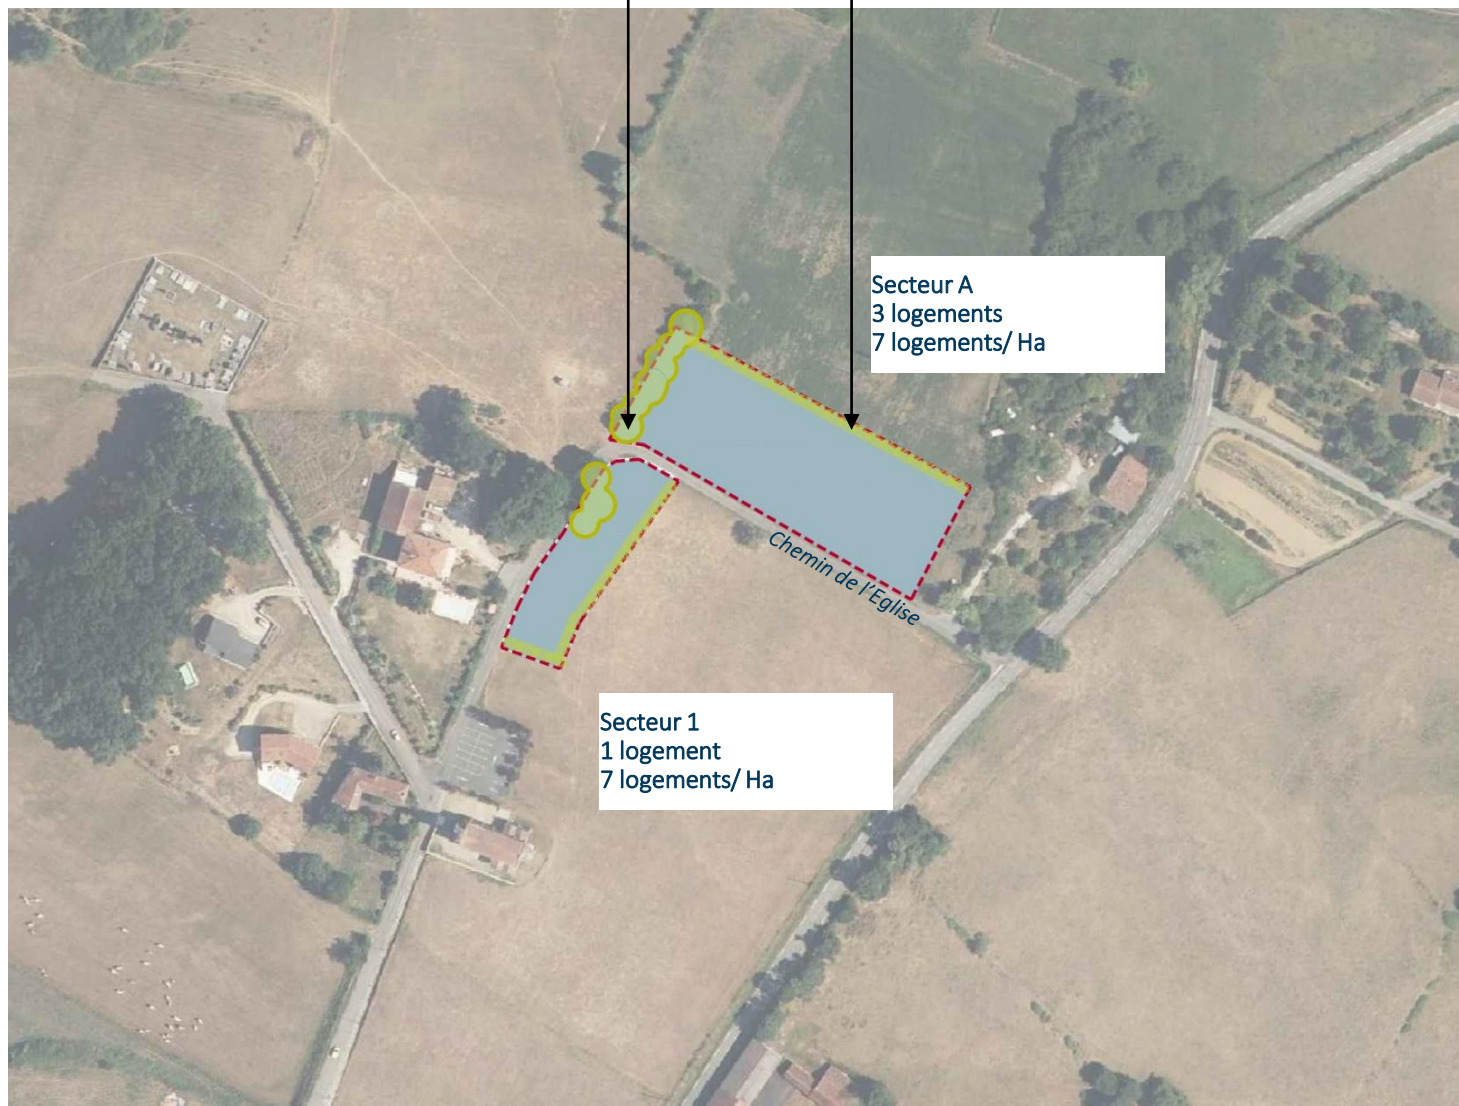 Secteur A
3 logements
7 logements/ Ha
Chemin de l'Eglise
Secteur 1
1 logement
7 logements/ Ha